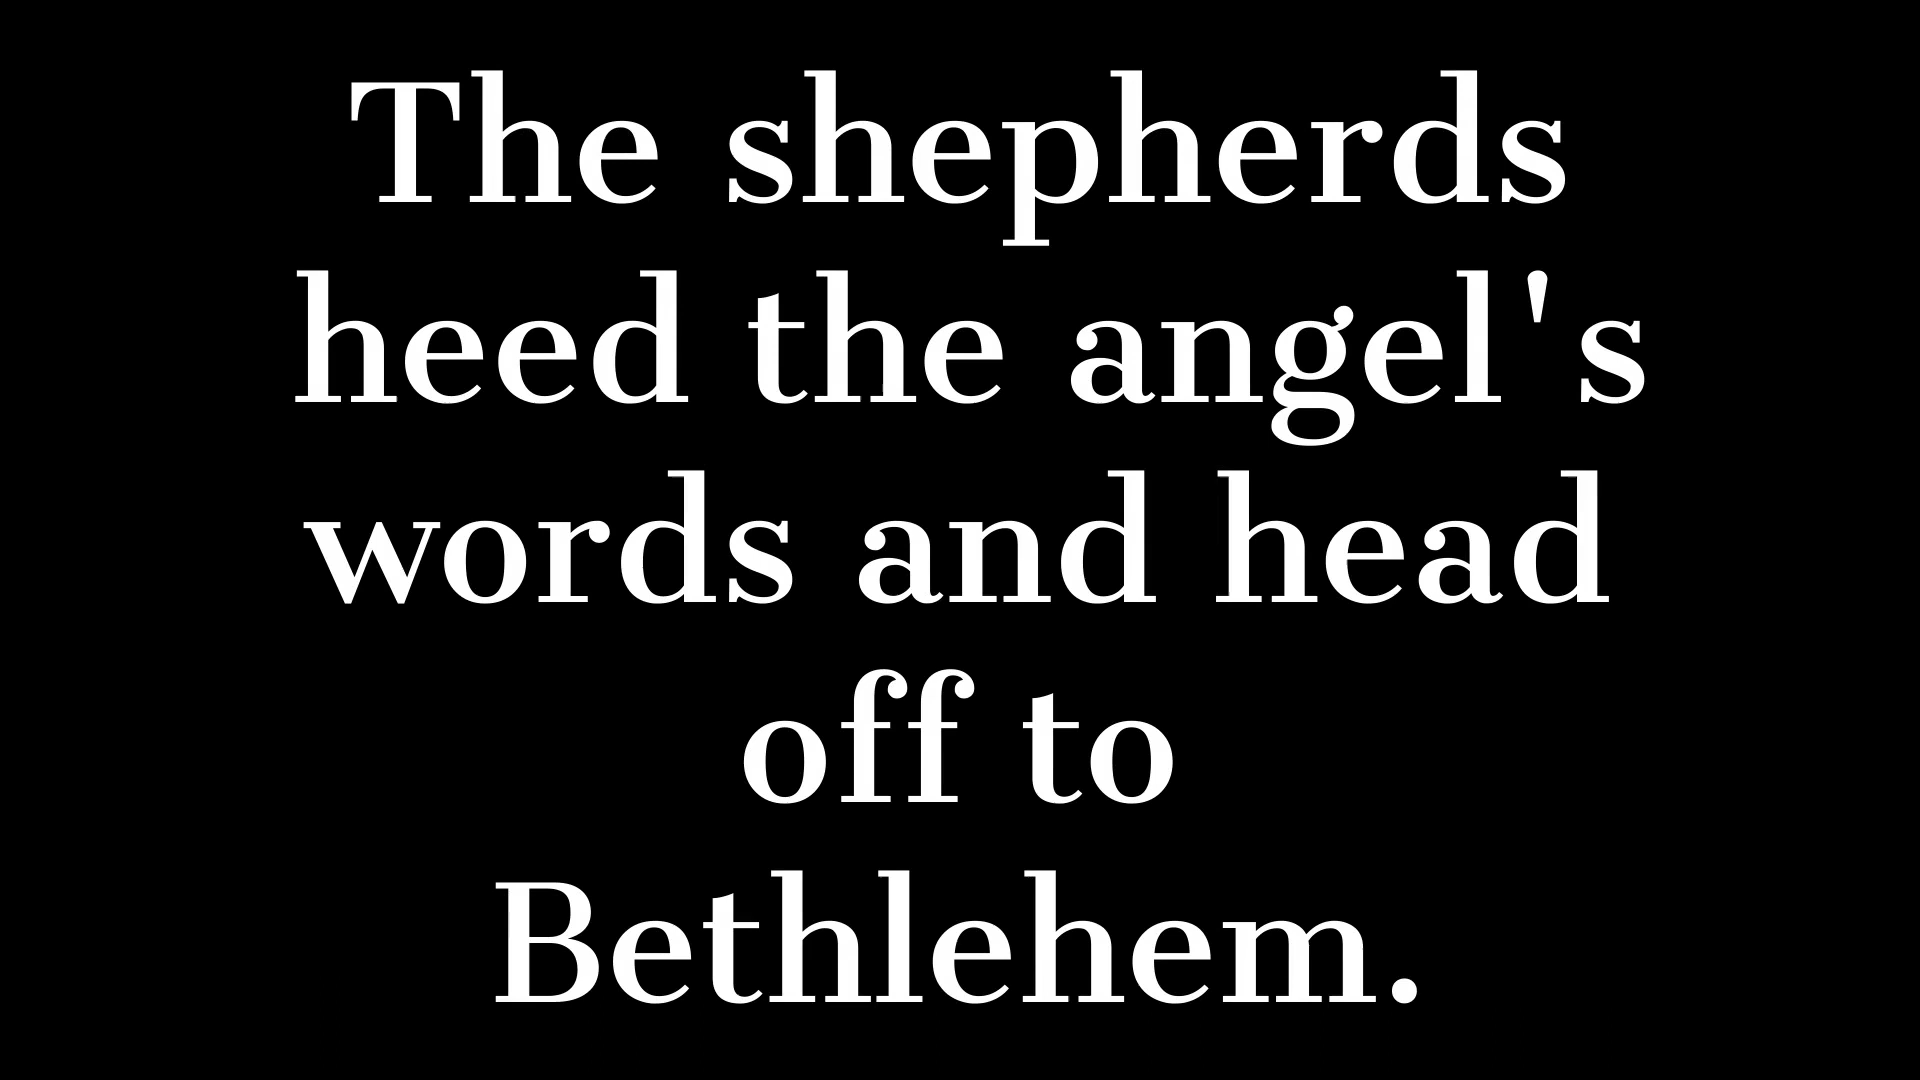 The shepherds
heed the angel's
words and head
off to
Bethlehem.